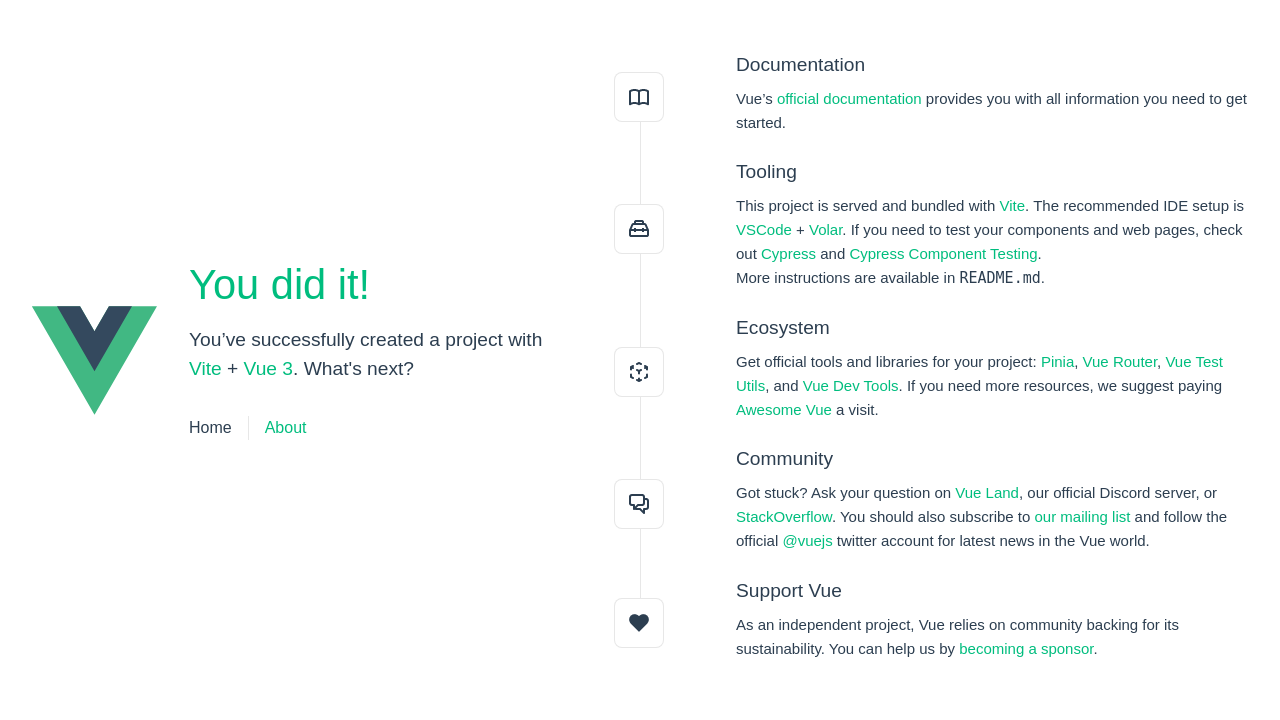 You did it!
You’ve successfully created a project with
Vite + Vue 3. What's next?
Home
About
Documentation
Vue’s official documentation provides you with all information you need to get
started.
Tooling
This project is served and bundled with Vite. The recommended IDE setup is
VSCode + Volar. If you need to test your components and web pages, check
out Cypress and Cypress Component Testing.
More instructions are available in README.md.
Ecosystem
Get official tools and libraries for your project: Pinia, Vue Router, Vue Test
Utils, and Vue Dev Tools. If you need more resources, we suggest paying
Awesome Vue a visit.
Community
Got stuck? Ask your question on Vue Land, our official Discord server, or
StackOverflow. You should also subscribe to our mailing list and follow the
official @vuejs twitter account for latest news in the Vue world.
Support Vue
As an independent project, Vue relies on community backing for its
sustainability. You can help us by becoming a sponsor.